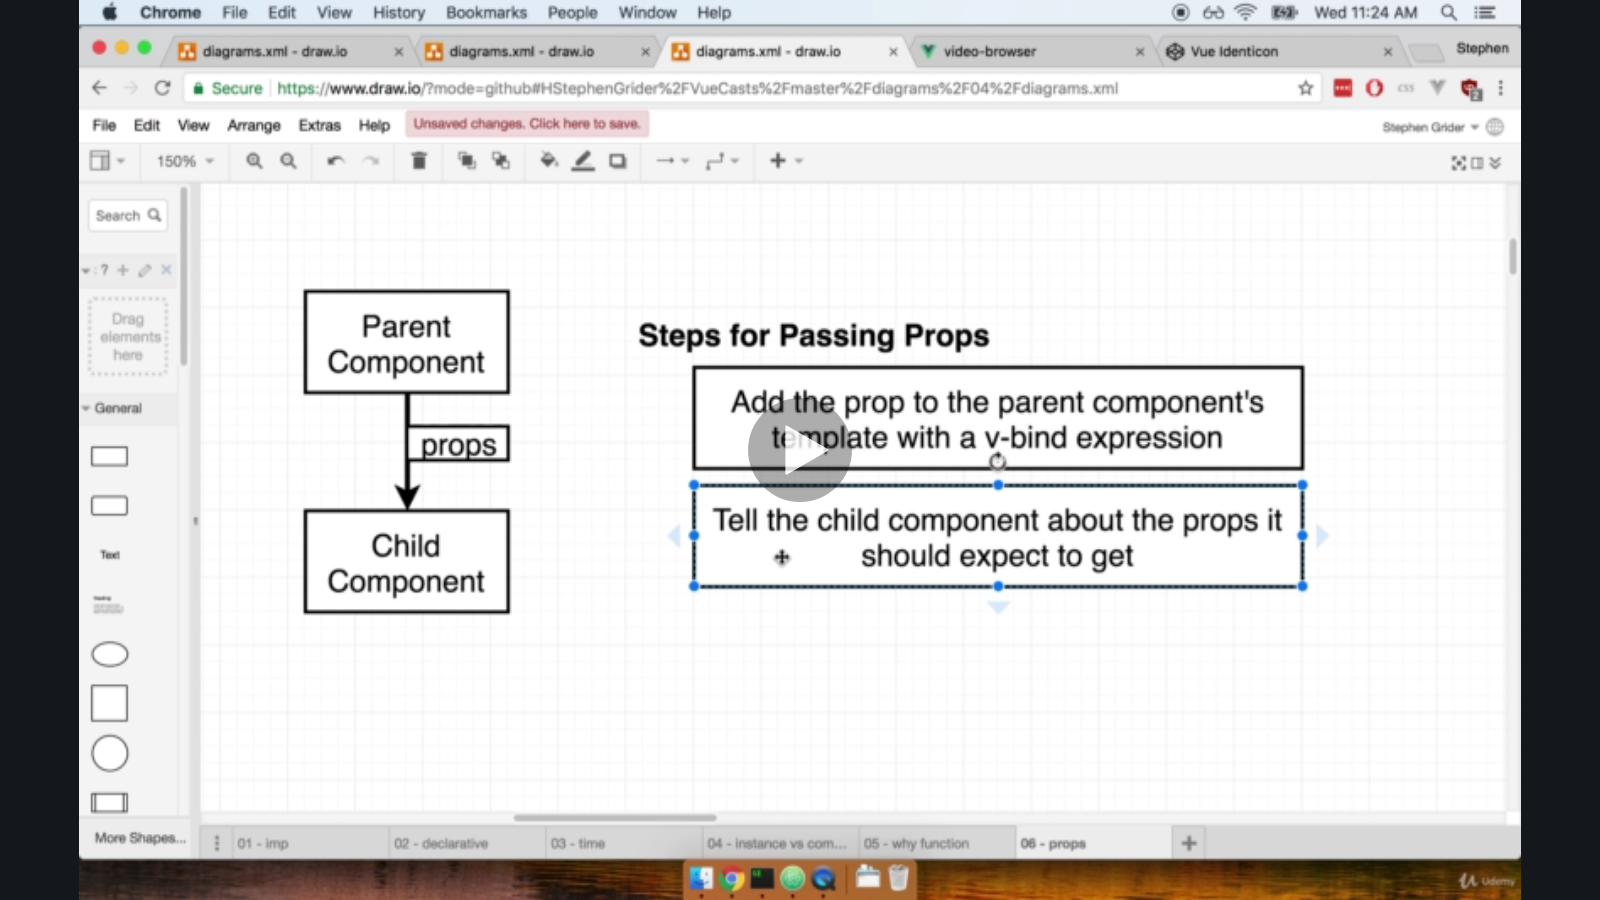 Chrome File Edit View History Bookmarks People Window Help Wed 11:24 AM
diagrams.xml - draw.io diagrams.xml - draw.io diagrams.xml - draw.io video-browser Vue Identicon Stephen
Secure https://www.draw.io/?mode=github#HStephenGrider%2FVueCasts%2Fmaster%2Fdiagrams%2F04%2Fdiagrams.xml
css
2
File Edit View Arrange Extras Help Unsaved changes. Click here to save. Stephen Grider
150%
Search
: ?
Drag
elements
here
General
Text
Parent
Component
props
Child
Component
Steps for Passing Props
Add the prop to the parent component's
template with a v-bind expression
Tell the child component about the props it
should expect to get
More Shapes...
01 - imp 02 - declarative 03 - time 04 - instance vs com... 05 - why function 06 - props
Udemy